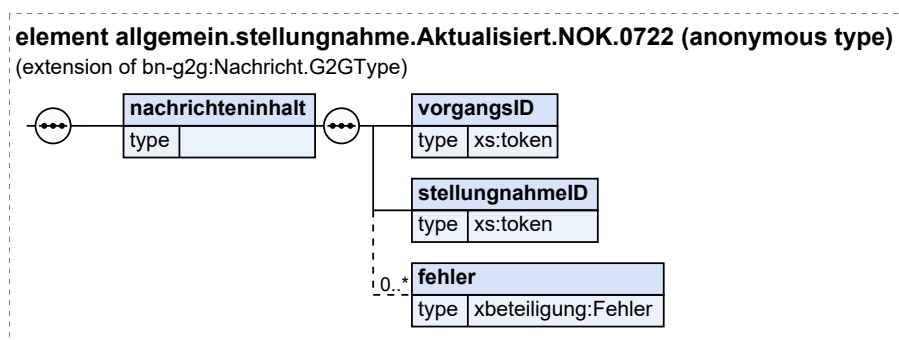 element allgemein.stellungnahme.Aktualisiert.NOK.0722 (anonymous type)
(extension of bn-g2g:Nachricht.G2GType)
nachrichteninhalt
type
vorgangsID
type xs:token
stellungnahmeID
type xs:token
0..*
fehler
type xbeteiligung:Fehler